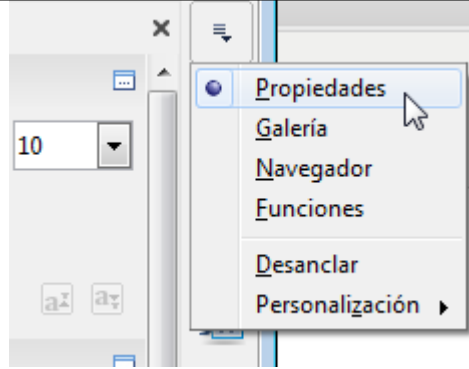 Propiedades
Galería
10
Navegador
Funciones
Desanclar
Personalización